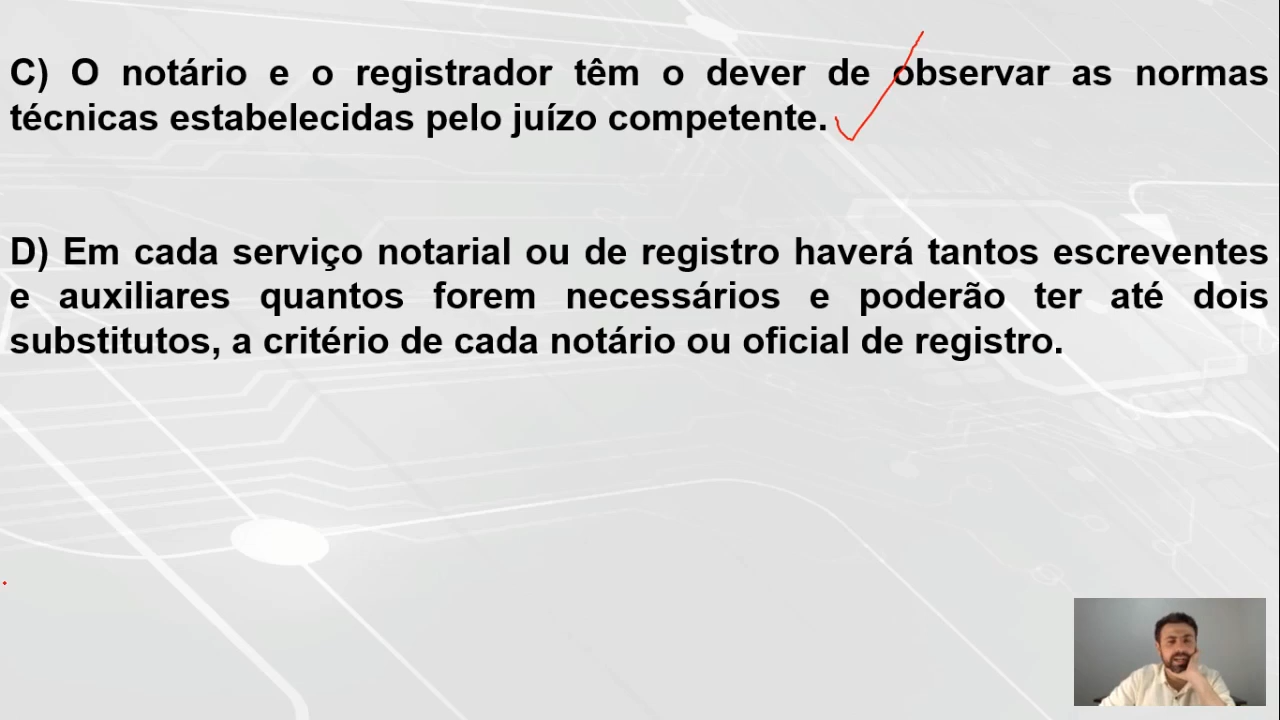 C) O notário e o registrador têm o dever de observar as normas
técnicas estabelecidas pelo juízo competente.
D) Em cada serviço notarial ou de registro haverá tantos escreventes
e auxiliares quantos forem necessários e poderão ter até dois
substitutos, a critério de cada notário ou oficial de registro.